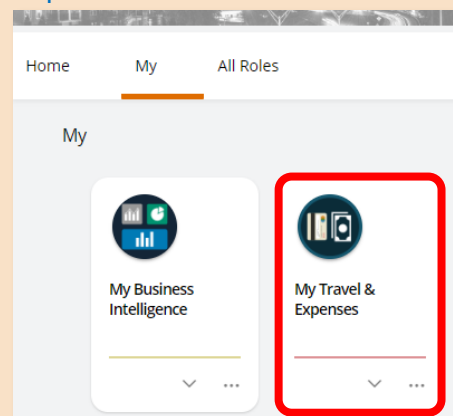 Home My All Roles
My
My Business
Intelligence
My Travel &
Expenses